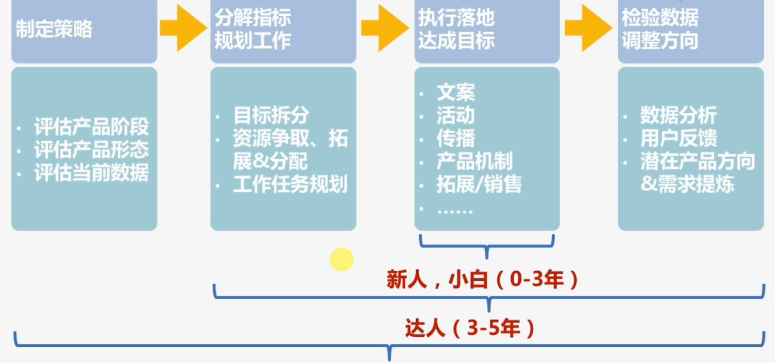 制定策略
分解指标
规划工作
执行落地
达成目标
检验数据
调整方向
· 评估产品阶段
· 评估产品形态
· 评估当前数据
· 目标拆分
· 资源争取、拓
展&分配
· 工作任务规划
· 文案
· 活动
· 传播
· 产品机制
· 拓展/销售
· ……
· 数据分析
· 用户反馈
· 潜在产品方向
&需求提炼
新人，小白（0-3年）
达人（3-5年）